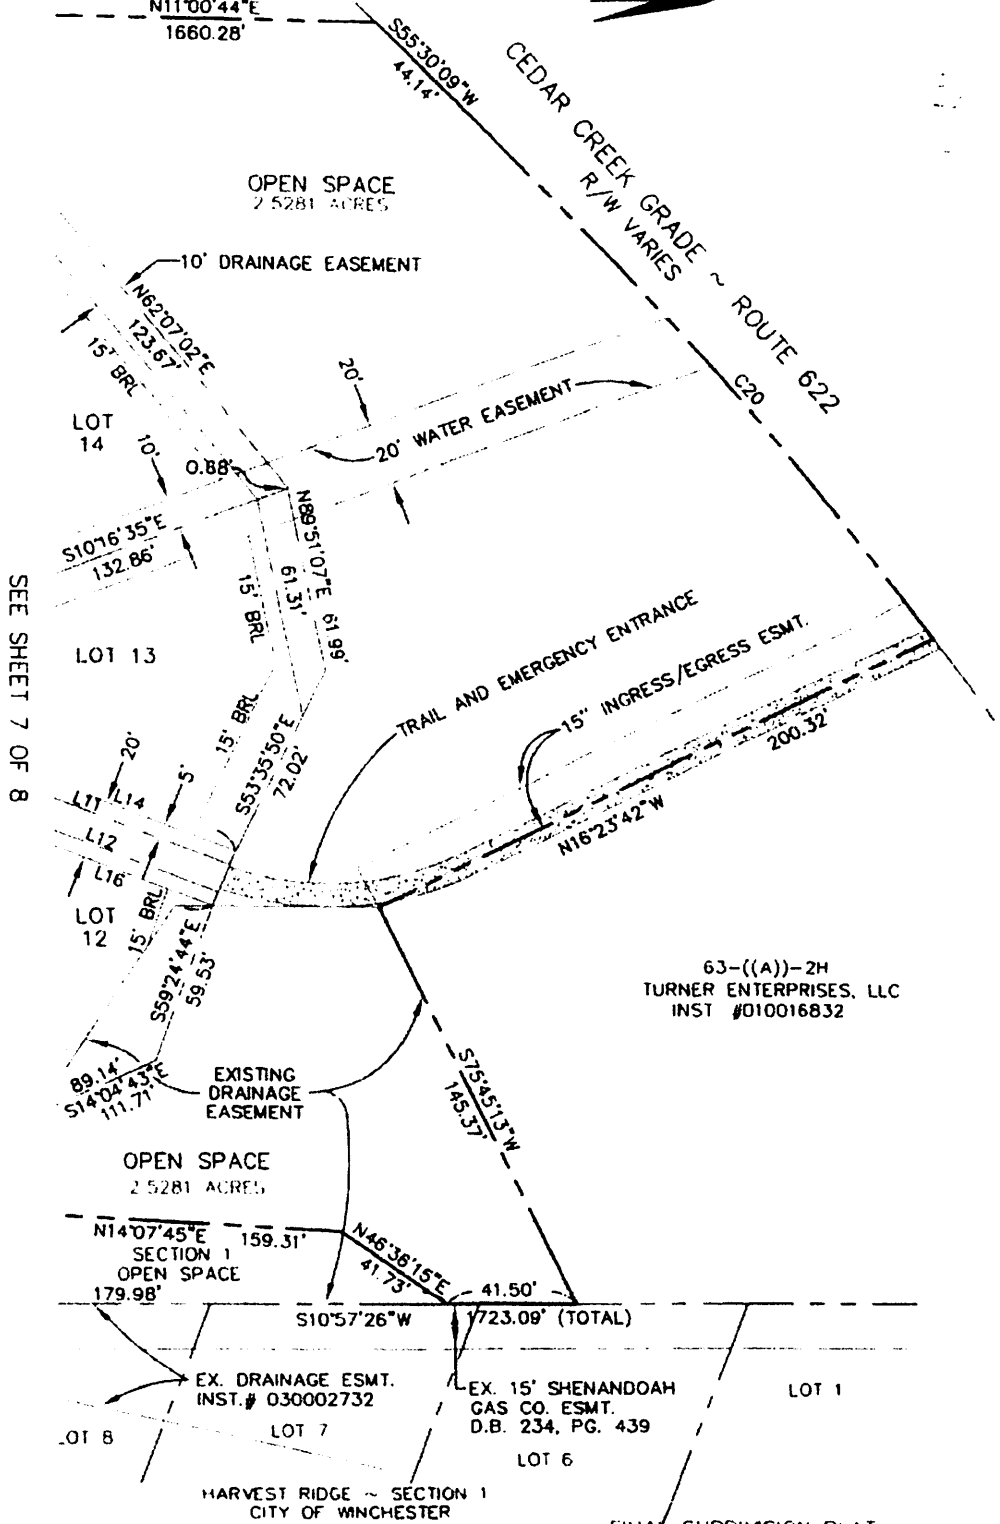 N11°00'44"E
1660.28'
S55°30'09"W
44.14'
CEDAR CREEK GRADE ~ ROUTE 622
R/W VARIES
OPEN SPACE
2.5281 ACRES
10' DRAINAGE EASEMENT
N62°07'02"E
123.67'
15' BRL
20'
C20
LOT
14
20' WATER EASEMENT
10'
0.88'
S10°16'35"E
132.86'
N89°51'07"E
61.99'
61.31'
15' BRL
SEE SHEET 7 OF 8
LOT 13
TRAIL AND EMERGENCY ENTRANCE
15" INGRESS/EGRESS ESMT.
15' BRL
S53°35'50"E
72.02'
200.32'
N16°23'42"W
20'
5'
L11
L14
L12
L16
LOT
12
15' BRL
S59°24'44"E
59.53'
63-((A))-2H
TURNER ENTERPRISES, LLC
INST #010016832
89.14'
S14°04'43"E
111.71'
EXISTING
DRAINAGE
EASEMENT
S75°45'13"W
145.37'
OPEN SPACE
2.5281 ACRES
N14°07'45"E
159.31'
SECTION 1
OPEN SPACE
N46°36'15"E
41.73'
179.98'
41.50'
S10°57'26"W
1723.09' (TOTAL)
EX. DRAINAGE ESMT.
INST.# 030002732
EX. 15' SHENANDOAH
GAS CO. ESMT.
D.B. 234, PG. 439
LOT 1
LOT 7
LOT 8
LOT 6
HARVEST RIDGE ~ SECTION 1
CITY OF WINCHESTER
FINAL SUBDIVISION PLAT